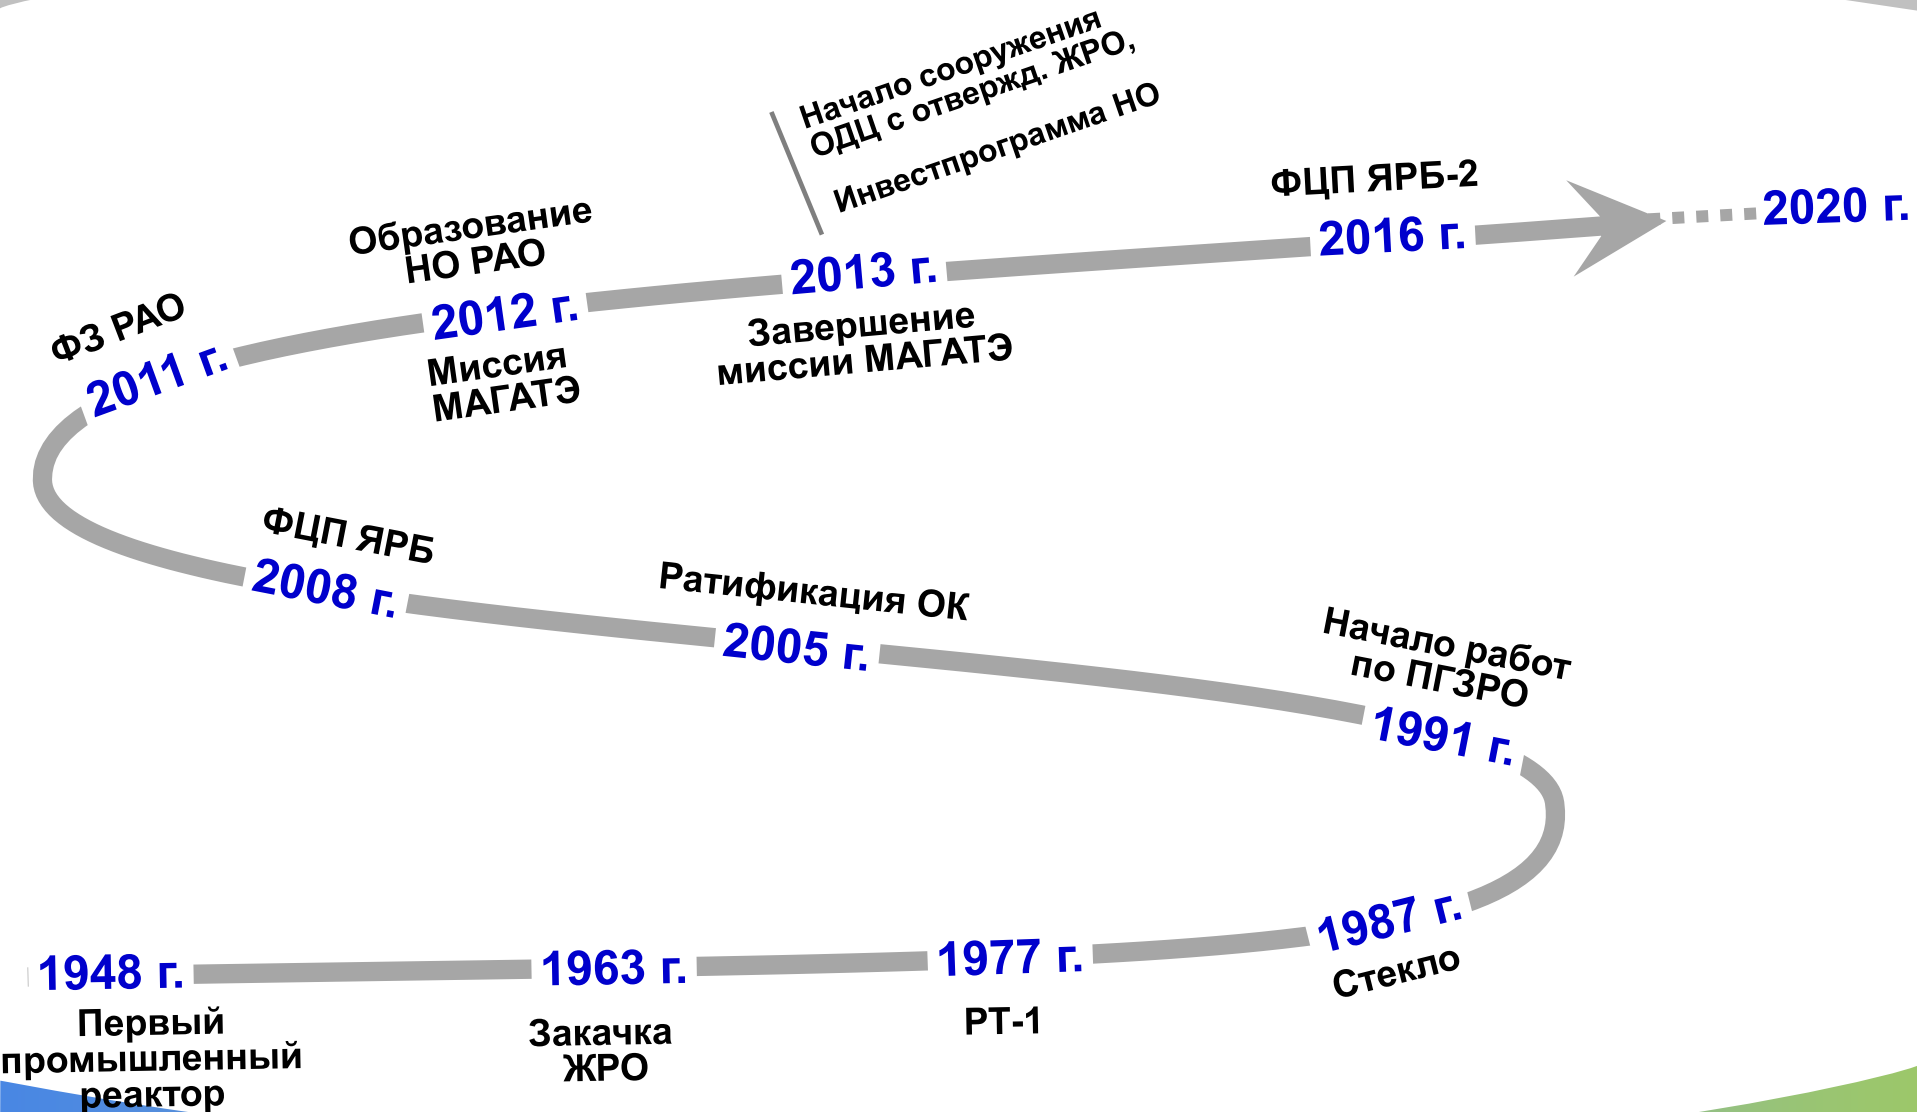 Начало сооружения
ОДЦ с отвержд. ЖРО,
Инвестпрограмма НО
ФЦП ЯРБ-2
2016 г.
2020 г.
Образование
НО РАО
2012 г.
Миссия
МАГАТЭ
2013 г.
Завершение
миссии МАГАТЭ
ФЗ РАО
2011 г.
ФЦП ЯРБ
2008 г.
Ратификация ОК
2005 г.
Начало работ
по ПГЗРО
1991 г.
1948 г.
Первый
промышленный
реактор
1963 г.
Закачка
ЖРО
1977 г.
РТ-1
1987 г.
Стекло